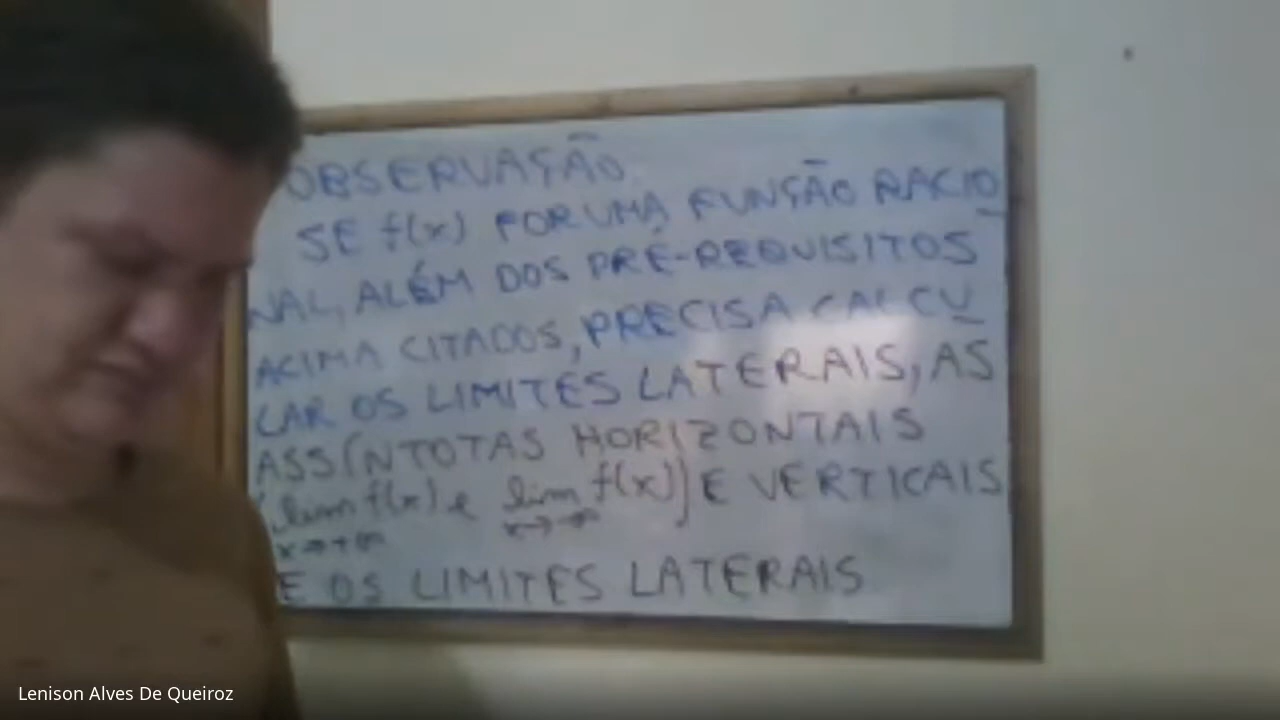 OBSERVAÇÃO
SE f(x) FOR UMA FUNÇÃO RACIO
NAL, ALÉM DOS PRÉ-REQUISITOS
ACIMA CITADOS, PRECISA CALCU
LAR OS LIMITES LATERAIS, AS
ASSÍNTOTAS HORIZONTAIS
(lim f(x) e lim f(x)) E VERTICAIS
x→+∞ x→-∞
E OS LIMITES LATERAIS
Lenison Alves De Queiroz